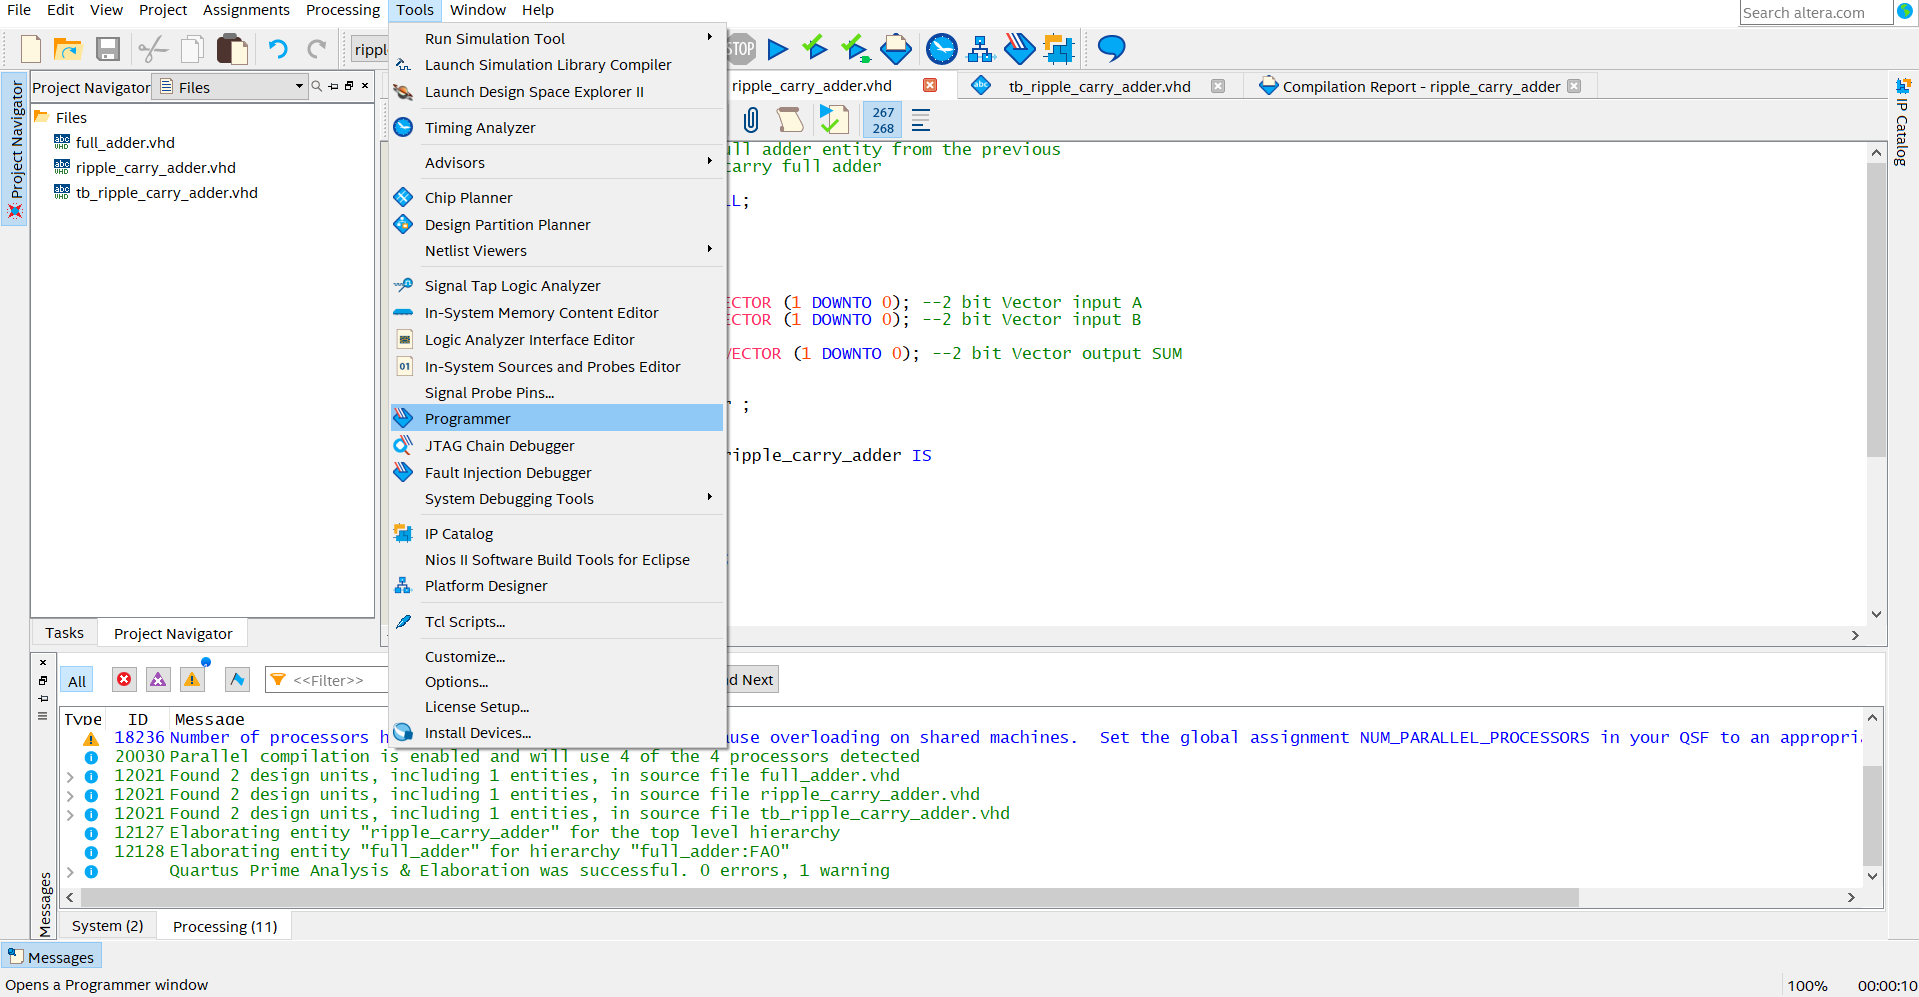 File Edit View Project Assignments Processing Tools Window Help
Search altera.com
STOP
Project Navigator
Project Navigator Files
Files
full_adder.vhd
ripple_carry_adder.vhd
tb_ripple_carry_adder.vhd
Tasks Project Navigator
Run Simulation Tool
Launch Simulation Library Compiler
Launch Design Space Explorer II
Timing Analyzer
Advisors
Chip Planner
Design Partition Planner
Netlist Viewers
Signal Tap Logic Analyzer
In-System Memory Content Editor
Logic Analyzer Interface Editor
In-System Sources and Probes Editor
Signal Probe Pins...
Programmer
JTAG Chain Debugger
Fault Injection Debugger
System Debugging Tools
IP Catalog
Nios II Software Build Tools for Eclipse
Platform Designer
Tcl Scripts...
Customize...
Options...
License Setup...
Install Devices...
ripple_carry_adder.vhd tb_ripple_carry_adder.vhd Compilation Report - ripple_carry_adder
267
268
adder entity from the previous
carry full adder
;
(1 DOWNTO 0); --2 bit Vector input A
(1 DOWNTO 0); --2 bit Vector input B
VECTOR (1 DOWNTO 0); --2 bit Vector output SUM
;
ripple_carry_adder IS
IP Catalog
Messages
All <<Filter>> Next
Type ID Message
18236 Number of processors use overloading on shared machines. Set the global assignment NUM_PARALLEL_PROCESSORS in your QSF to an
20030 Parallel compilation is enabled and will use 4 of the 4 processors detected
12021 Found 2 design units, including 1 entities, in source file full_adder.vhd
12021 Found 2 design units, including 1 entities, in source file ripple_carry_adder.vhd
12021 Found 2 design units, including 1 entities, in source file tb_ripple_carry_adder.vhd
12127 Elaborating entity "ripple_carry_adder" for the top level hierarchy
12128 Elaborating entity "full_adder" for hierarchy "full_adder:FA0"
Quartus Prime Analysis & Elaboration was successful. 0 errors, 1 warning
System (2) Processing (11)
Messages
Opens a Programmer window
100% 00:00:10